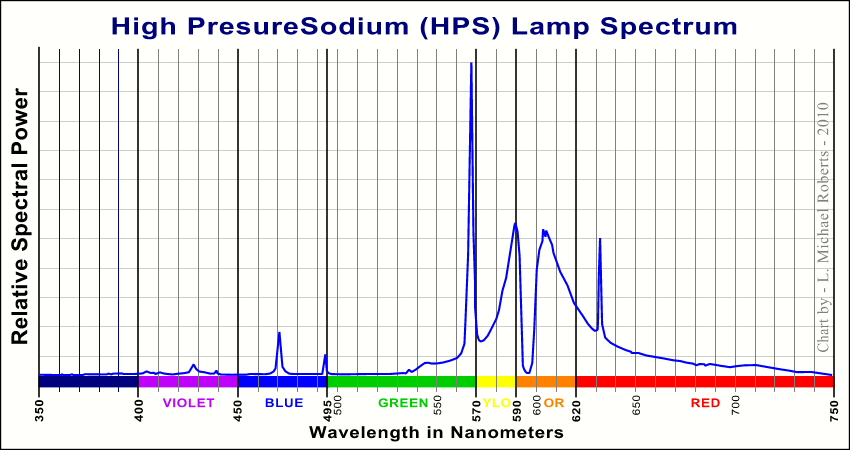 High PresureSodium (HPS) Lamp Spectrum
Relative Spectral Power
Chart by - L. Michael Roberts - 2010
350 400 450 495 500 550 570 590 600 620 650 700 750
VIOLET BLUE GREEN YLO OR RED
Wavelength in Nanometers